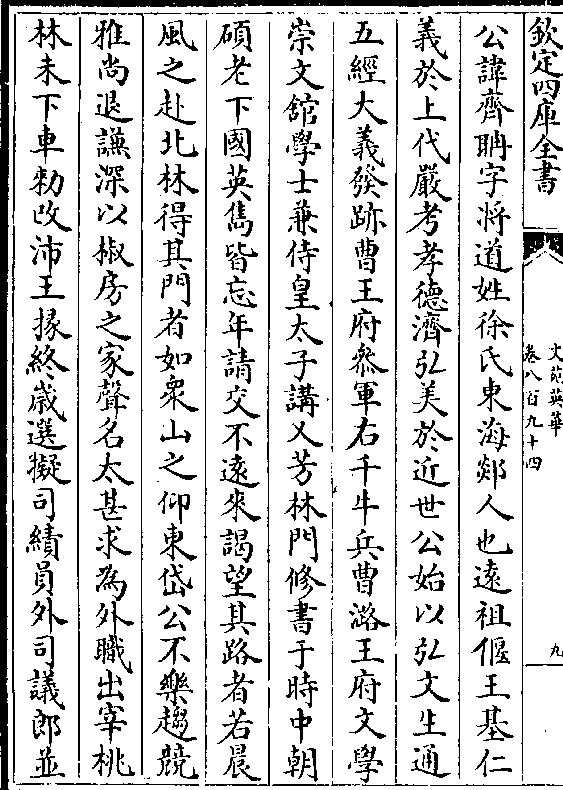 欽定四庫全書
文苑英華
卷八百九十四
九
公諱齊聃字將道姓徐氏東海郯人也遠祖偃王基仁
義於上代嚴考孝德濟弘美於近世公始以弘文生通
五經大義發跡曹王府叅軍右千牛兵曹潞王府文學
崇文舘學士兼侍皇太子講又芳林門修書于時中朝
碩老下國英雋皆忘年請交不遠來謁望其路者若晨
風之赴北林得其門者如衆山之仰東岱公不樂趨競
雅尚退謙深以椒房之家聲名太甚求為外職出宰桃
林未下車勑改沛王掾終歳選擬司績員外司議郎並